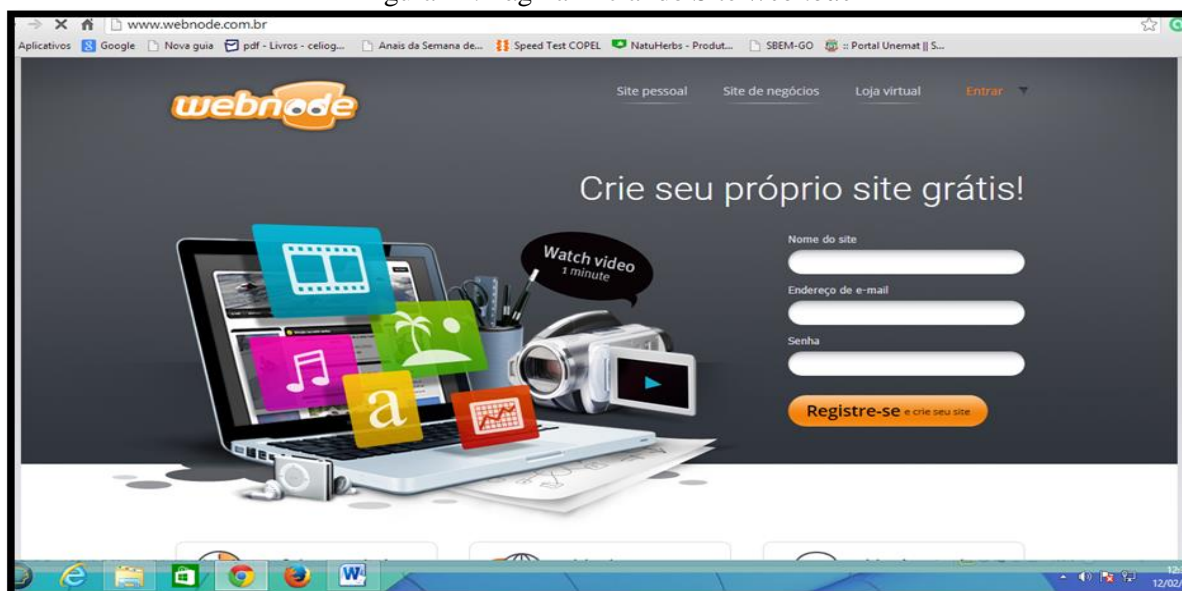 www.webnode.com.br
Aplicativos Google Nova guia pdf - Livros - celiog... Anais da Semana de... Speed Test COPEL NatuHerbs - Produt... SBEM-GO :: Portal Unemat || S...
webnode
Site pessoal Site de negócios Loja virtual Entrar
Crie seu próprio site grátis!
Watch video
1 minute
Nome do site
Endereço de e-mail
Senha
Registre-se e crie seu site
a
W
12/02/